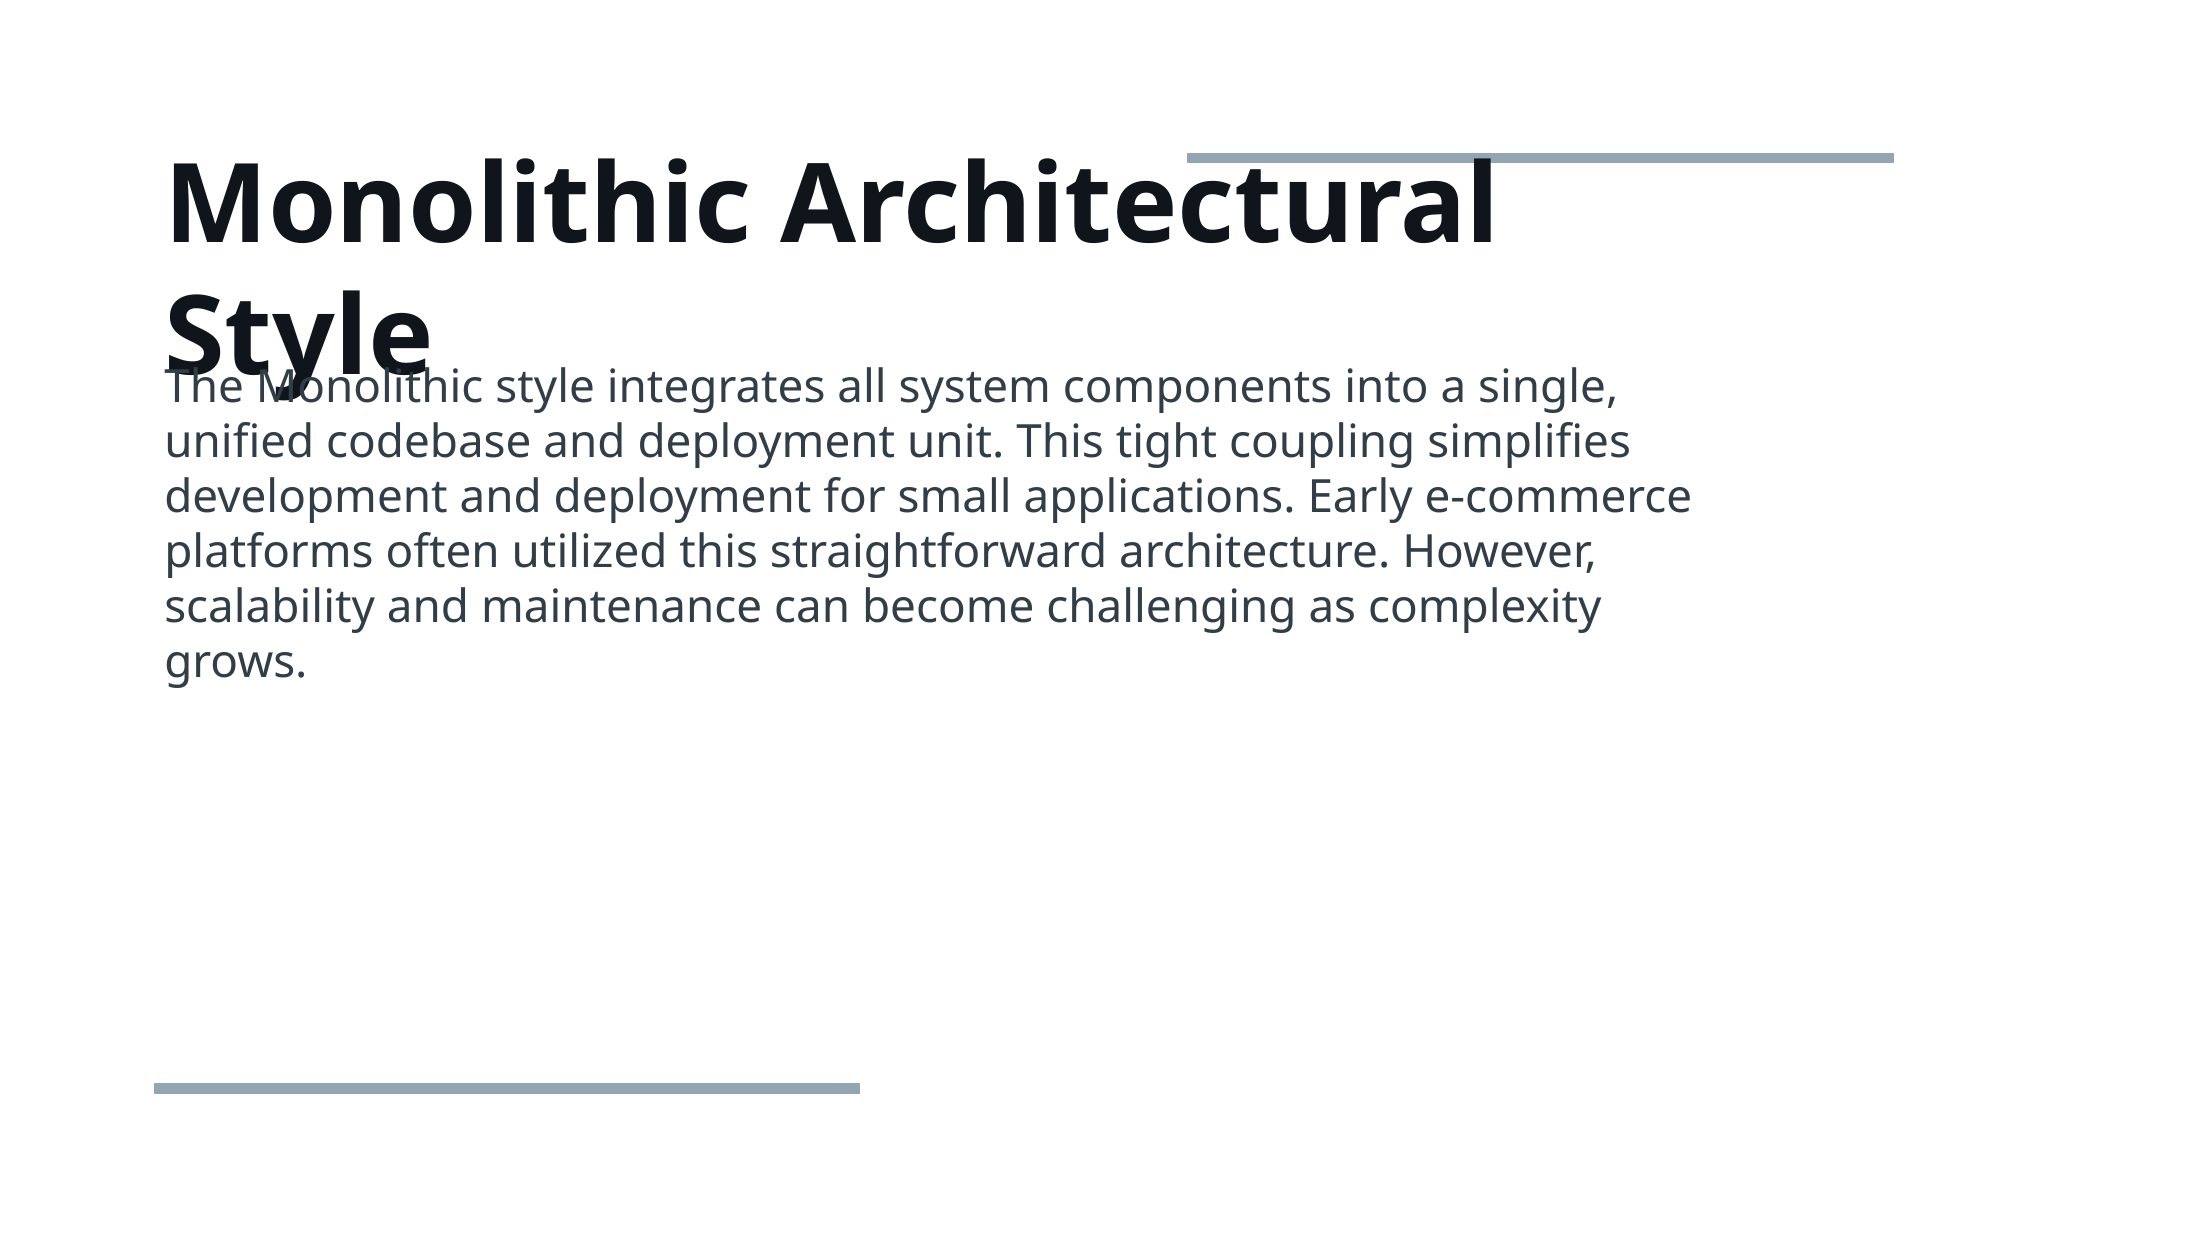 Monolithic Architectural
Style
The Monolithic style integrates all system components into a single,
unified codebase and deployment unit. This tight coupling simplifies
development and deployment for small applications. Early e-commerce
platforms often utilized this straightforward architecture. However,
scalability and maintenance can become challenging as complexity
grows.